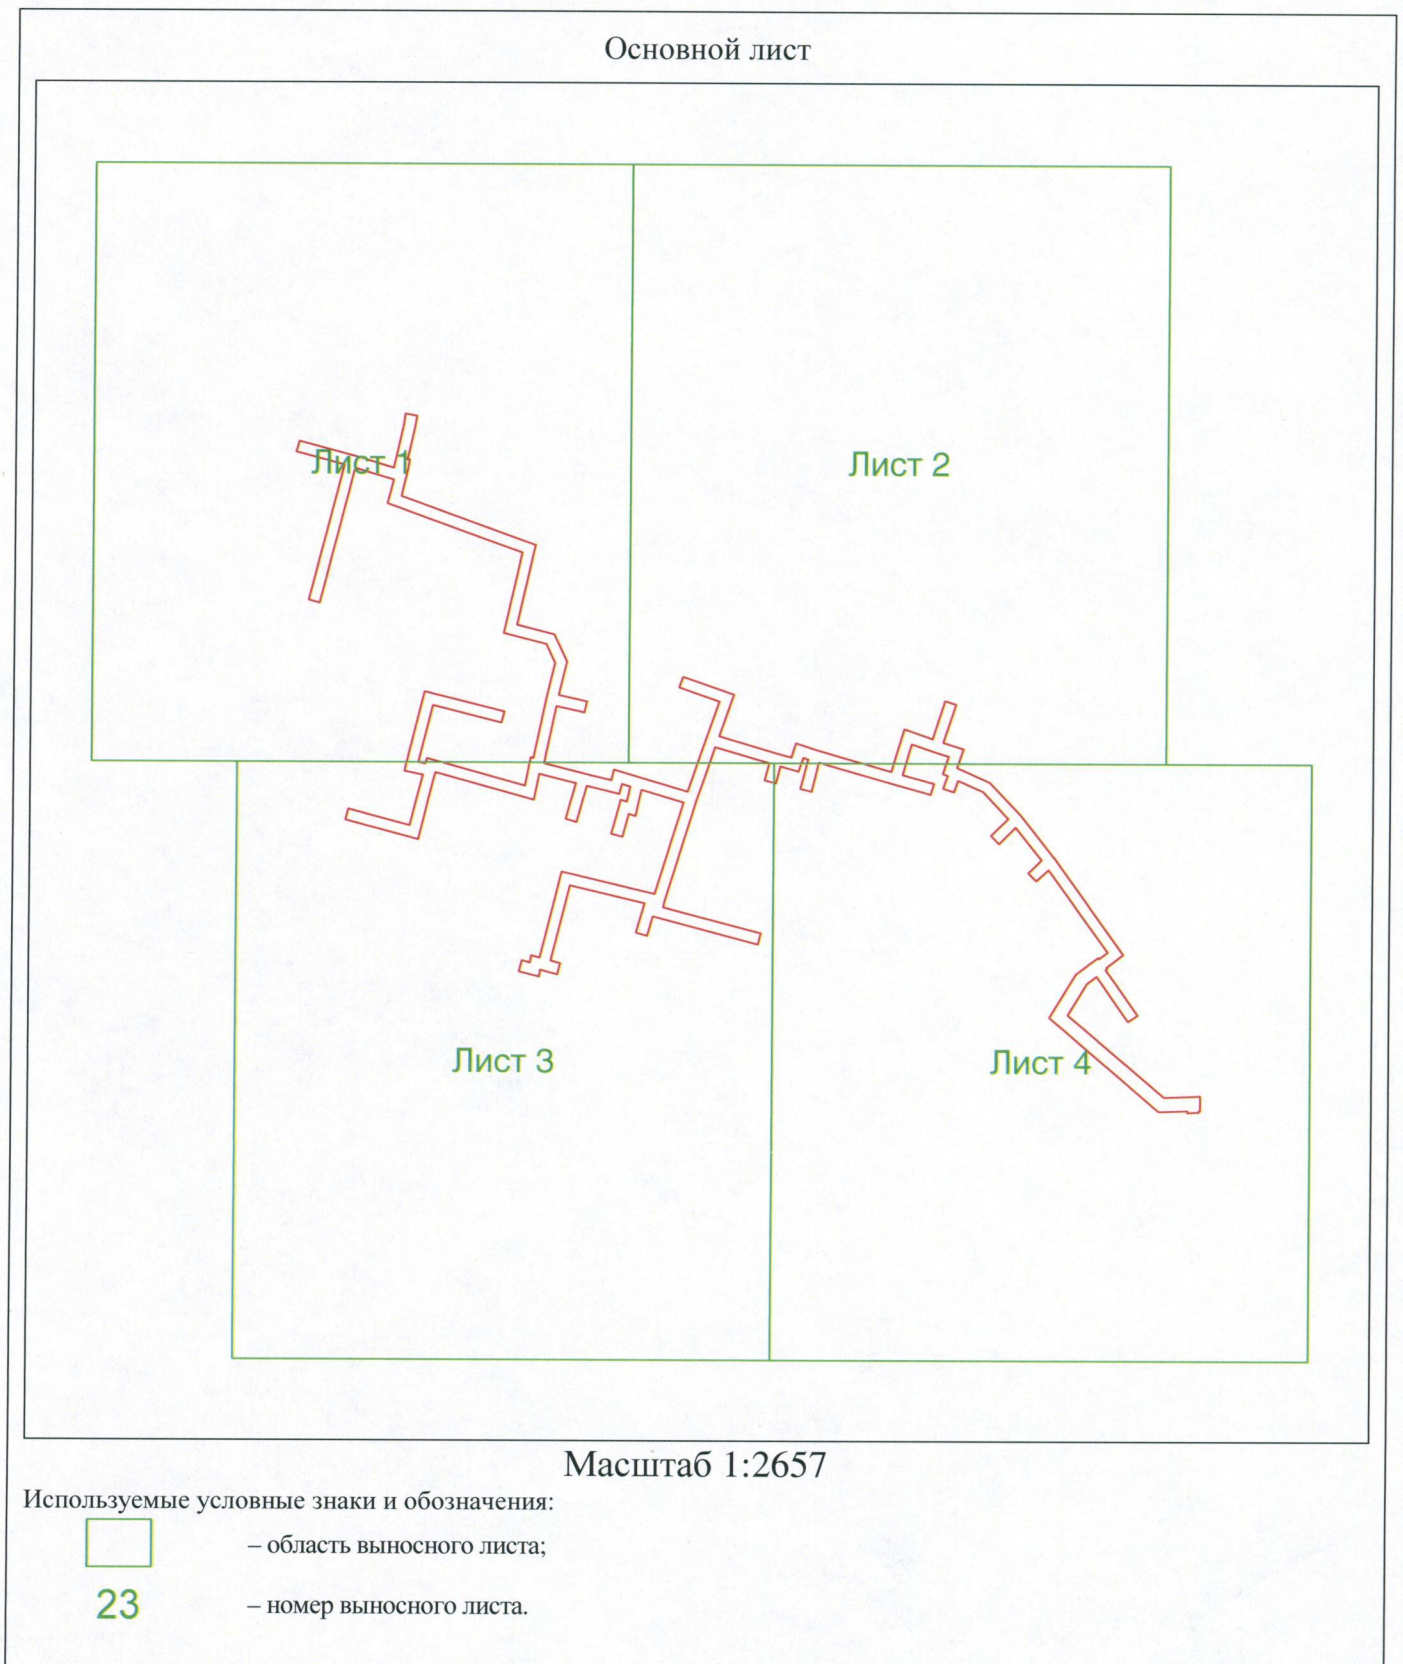 Основной лист
Лист 1
Лист 2
Лист 3
Лист 4
Масштаб 1:2657
Используемые условные знаки и обозначения:
– область выносного листа;
23
– номер выносного листа.